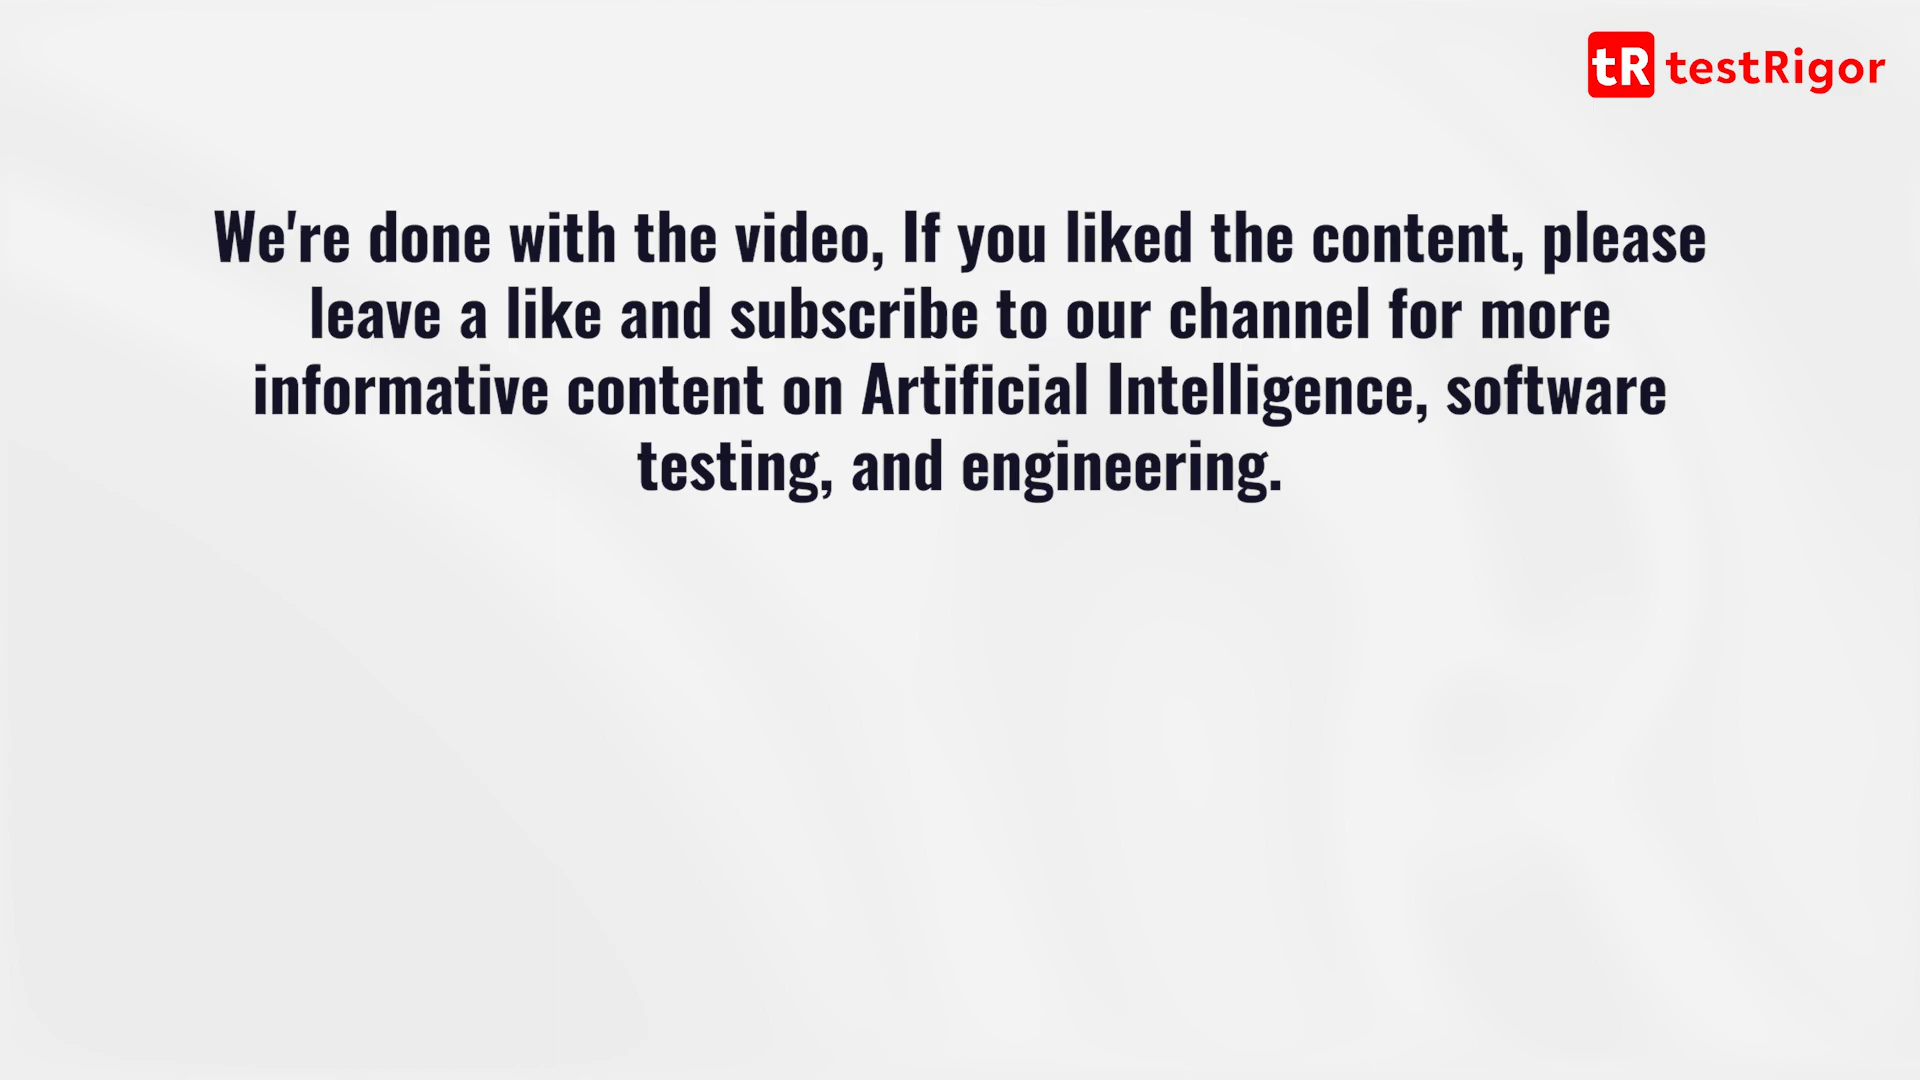 tR testRigor
We're done with the video, If you liked the content, please
leave a like and subscribe to our channel for more
informative content on Artificial Intelligence, software
testing, and engineering.